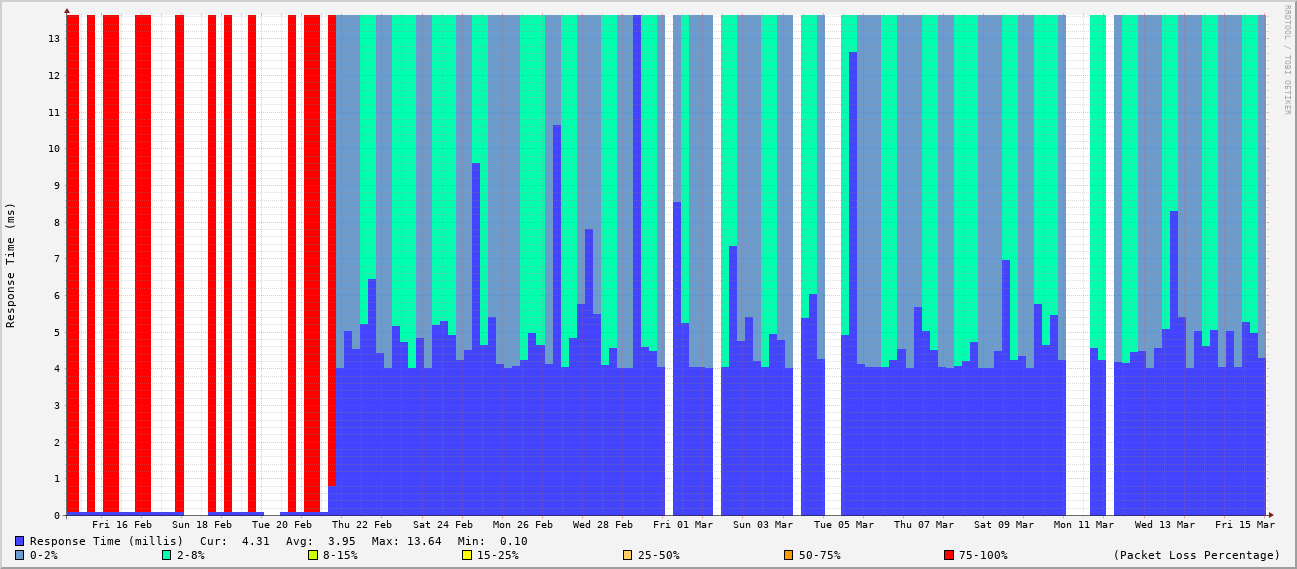 RRDTOOL / TOBI OETIKER
Response Time (ms)
13
12
11
10
9
8
7
6
5
4
3
2
1
0
Fri 16 Feb Sun 18 Feb Tue 20 Feb Thu 22 Feb Sat 24 Feb Mon 26 Feb Wed 28 Feb Fri 01 Mar Sun 03 Mar Tue 05 Mar Thu 07 Mar Sat 09 Mar Mon 11 Mar Wed 13 Mar Fri 15 Mar
Response Time (millis) Cur: 4.31 Avg: 3.95 Max: 13.64 Min: 0.10
0-2% 2-8% 8-15% 15-25% 25-50% 50-75% 75-100% (Packet Loss Percentage)